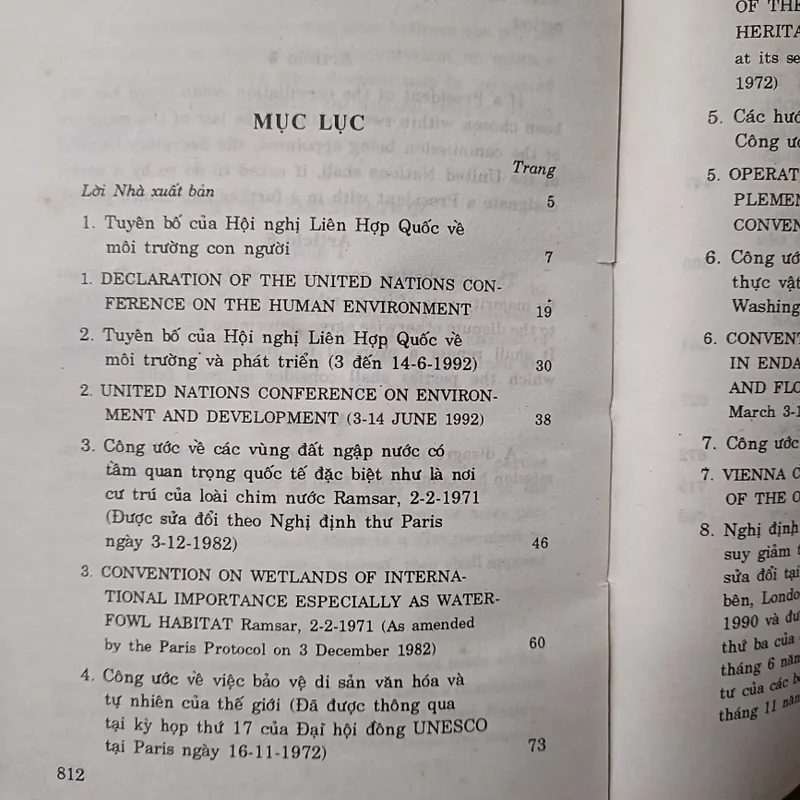 MỤC LỤC
Trang
Lời Nhà xuất bản 5
1. Tuyên bố của Hội nghị Liên Hợp Quốc về
môi trường con người 7
1. DECLARATION OF THE UNITED NATIONS CON-
FERENCE ON THE HUMAN ENVIRONMENT 19
2. Tuyên bố của Hội nghị Liên Hợp Quốc về
môi trường và phát triển (3 đến 14-6-1992) 30
2. UNITED NATIONS CONFERENCE ON ENVIRON-
MENT AND DEVELOPMENT (3-14 JUNE 1992) 38
3. Công ước về các vùng đất ngập nước có
tầm quan trọng quốc tế đặc biệt như là nơi
cư trú của loài chim nước Ramsar, 2-2-1971
(Được sửa đổi theo Nghị định thư Paris
ngày 3-12-1982) 46
3. CONVENTION ON WETLANDS OF INTERNA-
TIONAL IMPORTANCE ESPECIALLY AS WATER-
FOWL HABITAT Ramsar, 2-2-1971 (As amended
by the Paris Protocol on 3 December 1982) 60
4. Công ước về việc bảo vệ di sản văn hóa và
tự nhiên của thế giới (Đã được thông qua
tại kỳ họp thứ 17 của Đại hội đồng UNESCO
tại Paris ngày 16-11-1972) 73
812
OF THE
HERITA
at its se
1972)
5. Các hướ
Công ướ
5. OPERAT
PLEMEN
CONVEN
6. Công ướ
thực vật
Washing
6. CONVENT
IN ENDA
AND FLO
March 3-1
7. Công ước
7. VIENNA C
OF THE O
8. Nghị định
suy giảm t
sửa đổi tại
bên, London
1990 và đư
thứ ba của
tháng 6 năm
tư của các b
tháng 11 năm